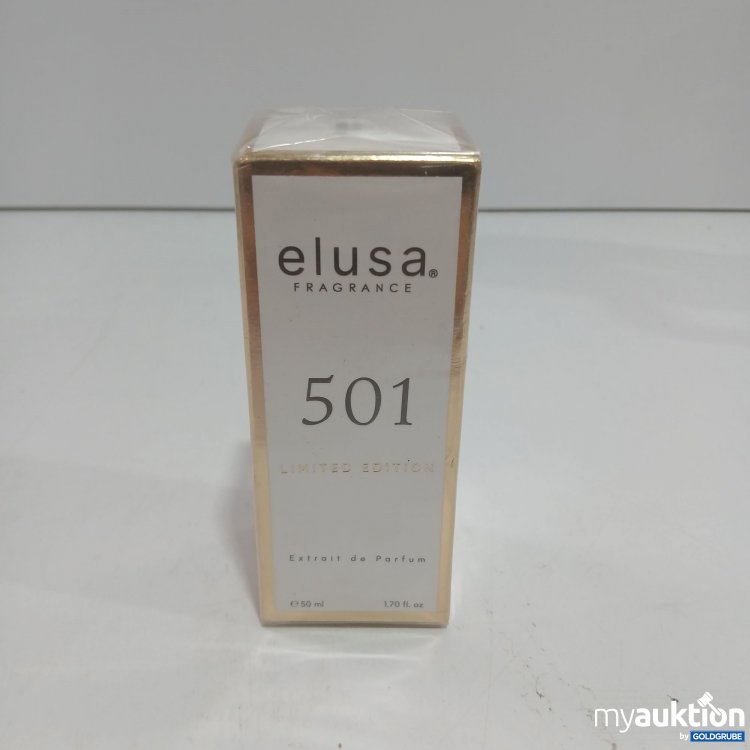 elusa®
FRAGRANCE
501
LIMITED EDITION
Extrait de Parfum
℮ 50 ml 1.70 fl. oz
myauktion
by GOLDGRUBE